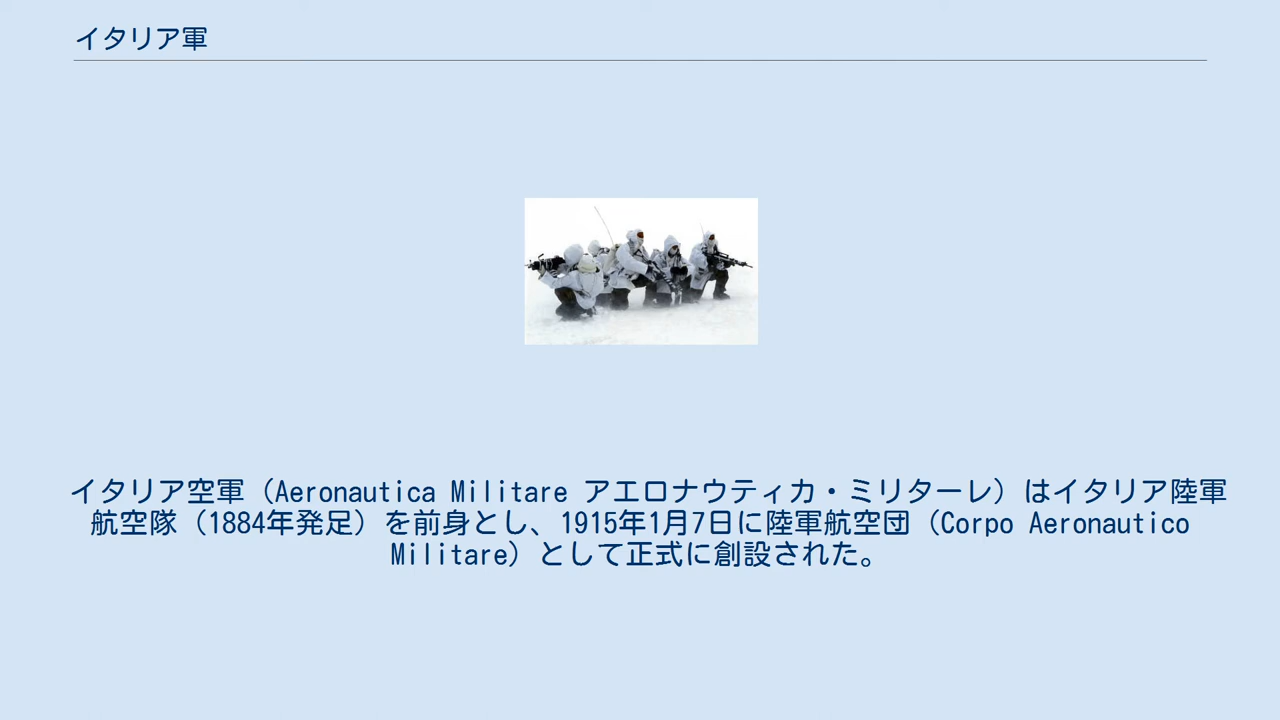 イタリア軍
イタリア空軍（Aeronautica Militare アエロナウティカ・ミリターレ）はイタリア陸軍
航空隊（1884年発足）を前身とし、1915年1月7日に陸軍航空団（Corpo Aeronautico
Militare）として正式に創設された。